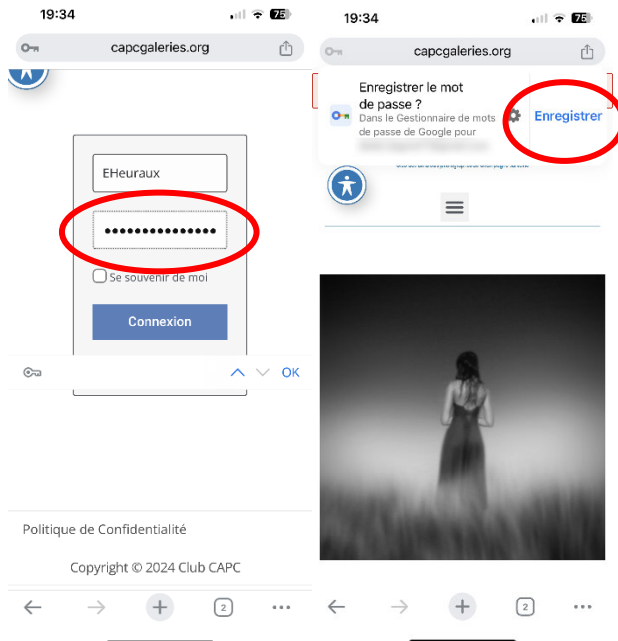 19:34
75
capcgaleries.org
EHeuraux
•••••••••••••••
Se souvenir de moi
Connexion
OK
Politique de Confidentialité
Copyright © 2024 Club CAPC
2
19:34
75
capcgaleries.org
Enregistrer le mot
de passe ?
Dans le Gestionnaire de mots
de passe de Google pour
Enregistrer
2